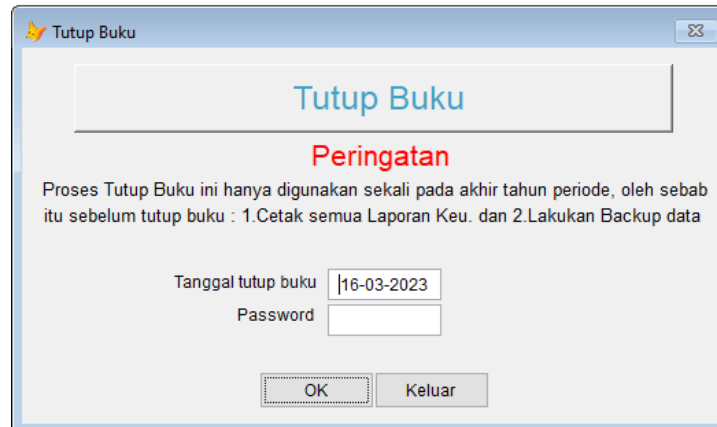 Tutup Buku
Tutup Buku
Peringatan
Proses Tutup Buku ini hanya digunakan sekali pada akhir tahun periode, oleh sebab
itu sebelum tutup buku : 1.Cetak semua Laporan Keu. dan 2.Lakukan Backup data
Tanggal tutup buku 16-03-2023
Password
OK Keluar